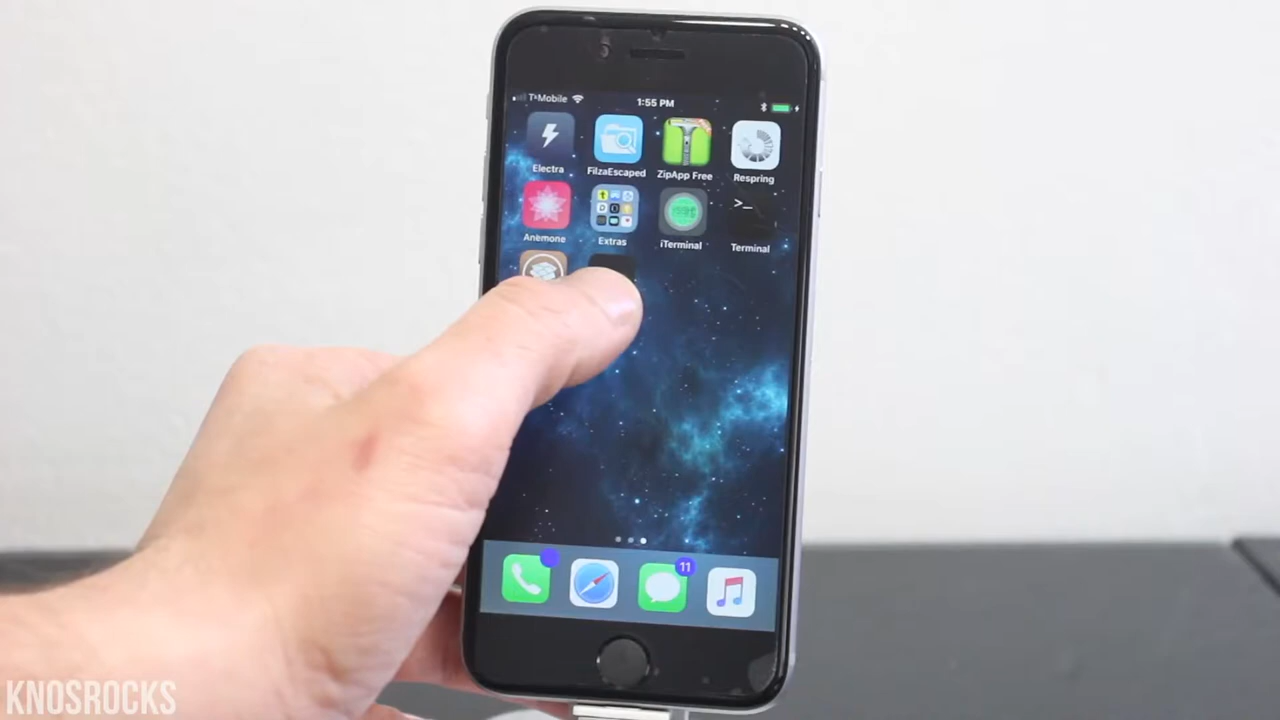 T-Mobile 1:55 PM
Electra FilzaEscaped ZipApp Free Respring
>_
Anemone Extras iTerminal Terminal
11
KNOSROCKS